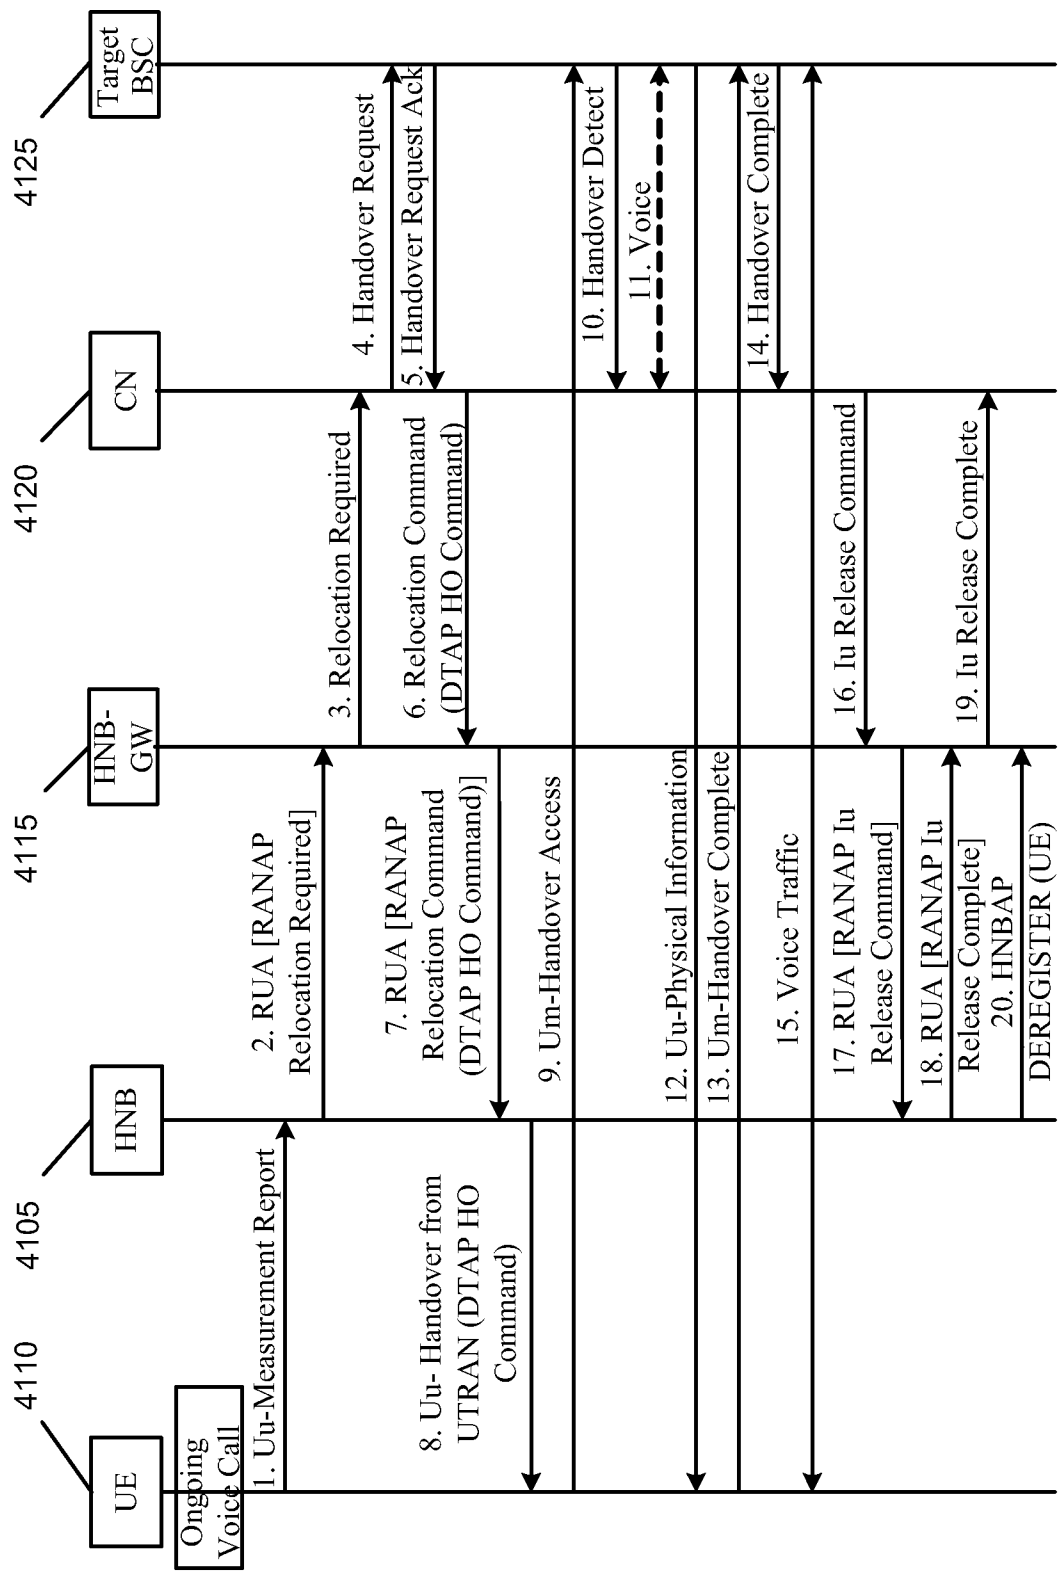 4110
4105
4115
4120
4125
UE
HNB
HNB-
GW
CN
Target
BSC
Ongoing
Voice Call
1. Uu-Measurement Report
2. RUA [RANAP
Relocation Required]
3. Relocation Required
4. Handover Request
5. Handover Request Ack
6. Relocation Command
(DTAP HO Command)
7. RUA [RANAP
Relocation Command
(DTAP HO Command)]
8. Uu- Handover from
UTRAN (DTAP HO
Command)
9. Um-Handover Access
10. Handover Detect
11. Voice
12. Uu-Physical Information
13. Um-Handover Complete
14. Handover Complete
15. Voice Traffic
16. Iu Release Command
17. RUA [RANAP Iu
Release Command]
18. RUA [RANAP Iu
Release Complete]
19. Iu Release Complete
20. HNBAP
DEREGISTER (UE)